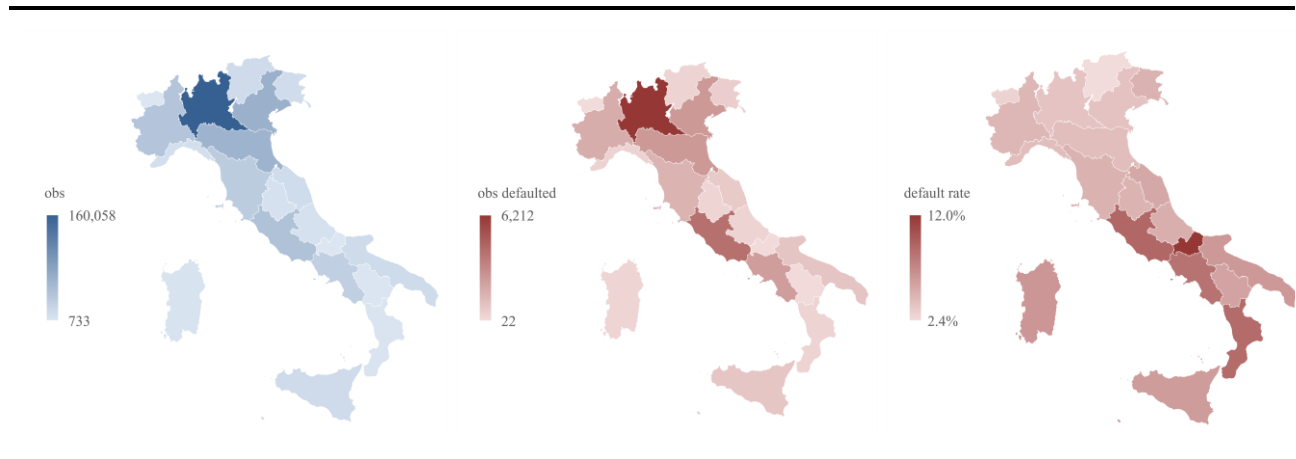 obs
160,058
733
obs defaulted
6,212
22
default rate
12.0%
2.4%